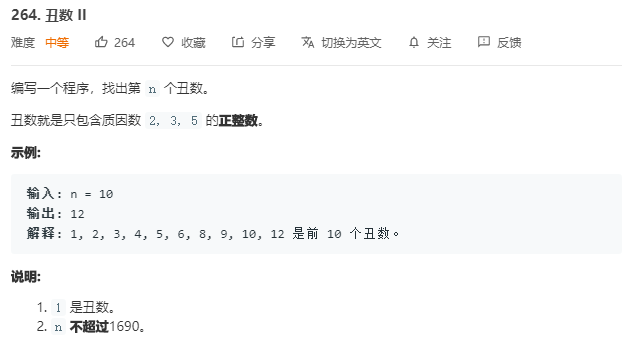 264. 丑数 II
难度 中等 264 收藏 分享 切换为英文 关注 反馈
编写一个程序，找出第 n 个丑数。
丑数就是只包含质因数 2, 3, 5 的正整数。
示例:
输入: n = 10
输出: 12
解释: 1, 2, 3, 4, 5, 6, 8, 9, 10, 12 是前 10 个丑数。
说明:
1. 1 是丑数。
2. n 不超过1690。